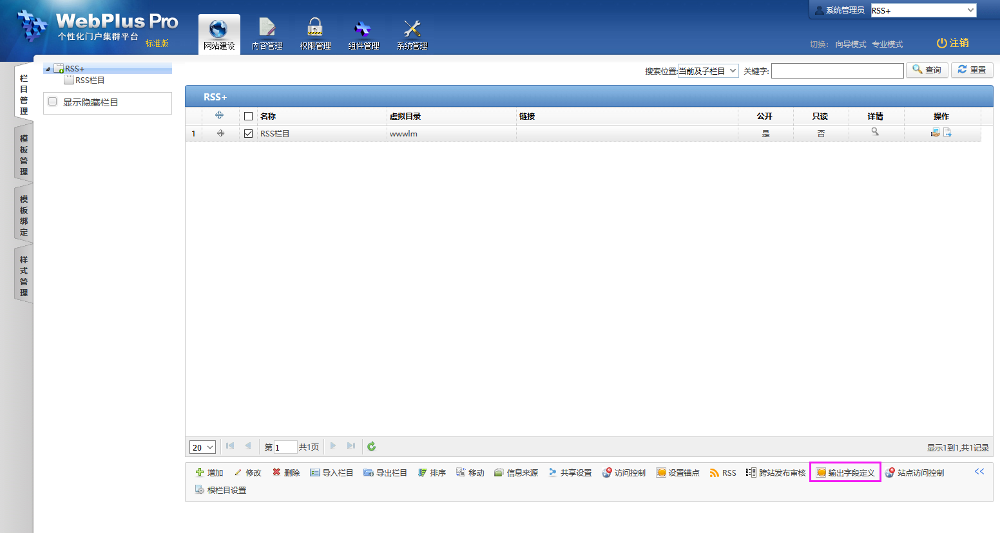 WebPlus Pro
个性化门户集群平台
标准版
网站建设
内容管理
权限管理
组件管理
系统管理
系统管理员
RSS+
切换： 向导模式 专业模式
注销
栏目管理
模板管理
模板绑定
样式管理
RSS+
RSS栏目
显示隐藏栏目
搜索位置:当前及子栏目 关键字: 查询 重置
RSS+
名称 虚拟目录 链接 公开 只读 详情 操作
1 RSS栏目 wwwlm 是 否
20 第 1 共1页 显示1到1,共1记录
增加 修改 删除 导入栏目 导出栏目 排序 移动 信息来源 共享设置 访问控制 设置锚点 RSS 跨站发布审核 输出字段定义 站点访问控制 <<
根栏目设置